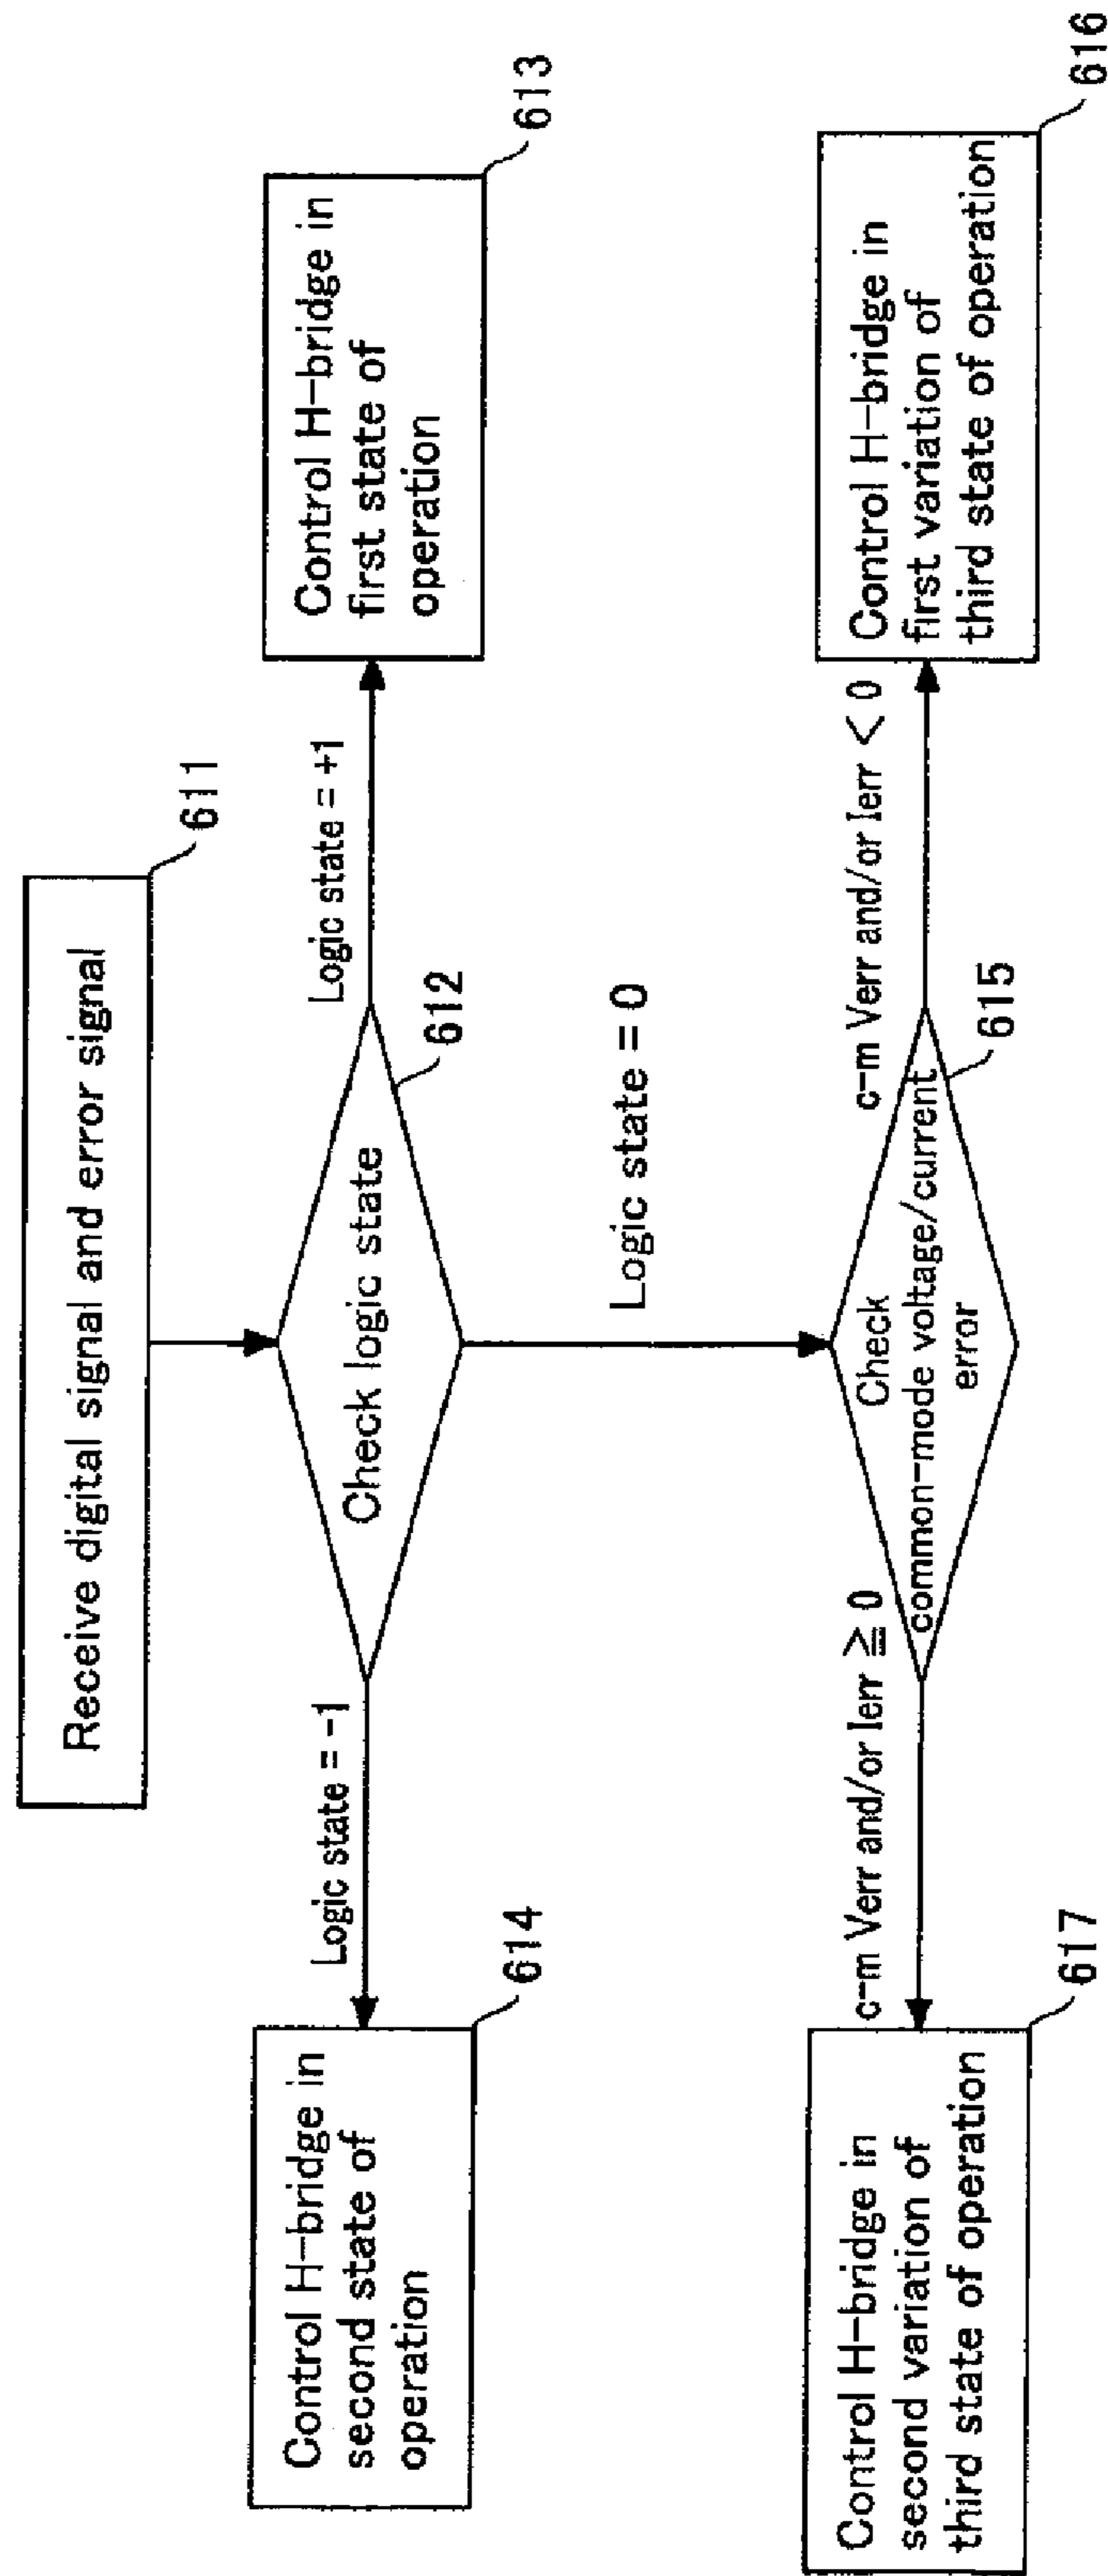 Receive digital signal and error signal
611
Check logic state
612
Logic state = +1
Control H-bridge in
first state of
operation
613
Logic state = -1
Control H-bridge in
second state of
operation
614
Logic state = 0
Check
common-mode voltage/current
error
615
c-m Verr and/or Ierr < 0
Control H-bridge in
first variation of
third state of operation
616
c-m Verr and/or Ierr ≧ 0
Control H-bridge in
second variation of
third state of operation
617